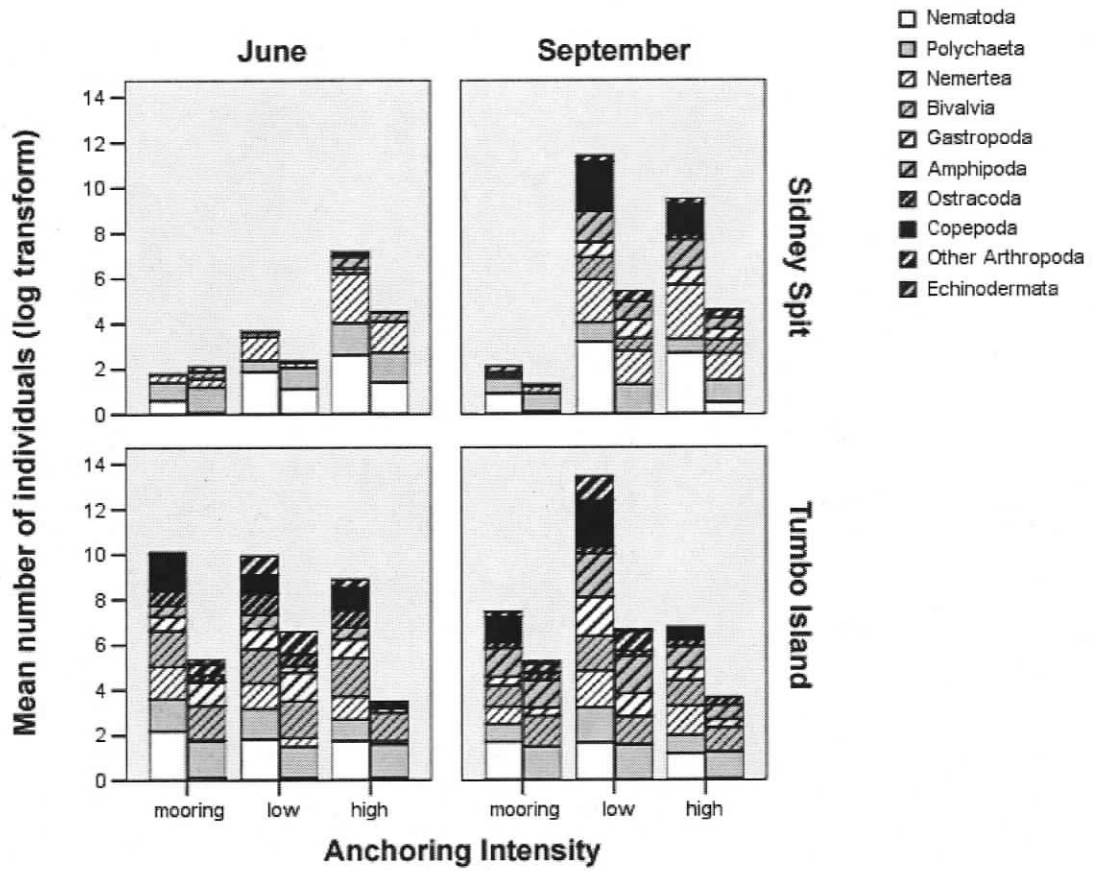 Nematoda
Polychaeta
Nemertea
Bivalvia
Gastropoda
Amphipoda
Ostracoda
Copepoda
Other Arthropoda
Echinodermata
June
September
14
12
10
8
6
4
2
0
Sidney Spit
14
12
10
8
6
4
2
0
Tumbo Island
Mean number of individuals (log transform)
mooring low high
mooring low high
Anchoring Intensity